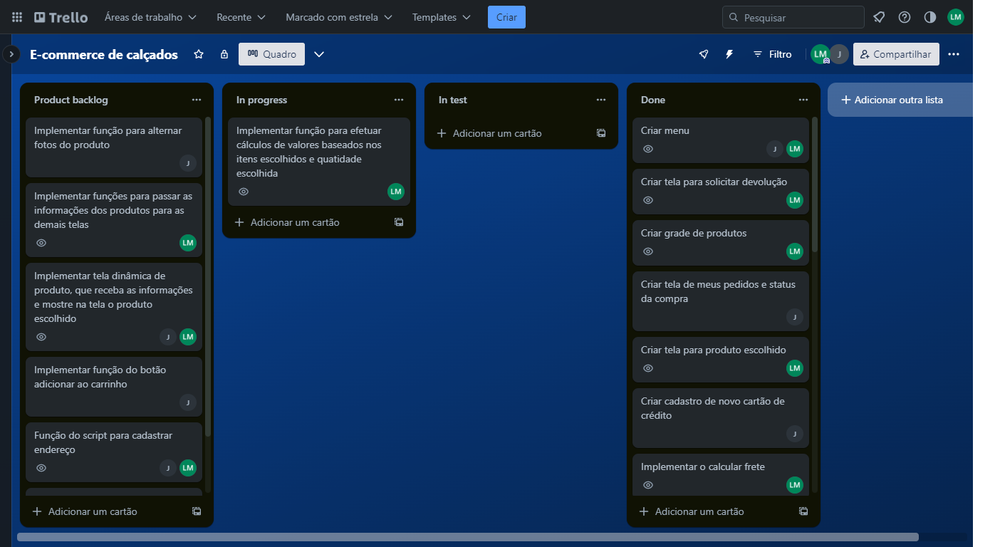 Trello
Áreas de trabalho
Recente
Marcado com estrela
Templates
Criar
Pesquisar
LM
E-commerce de calçados
Quadro
Filtro
LM
J
Compartilhar
Product backlog
Implementar função para alternar
fotos do produto
J
Implementar funções para passar as
informações dos produtos para as
demais telas
LM
Implementar tela dinâmica de
produto, que receba as informações
e mostre na tela o produto
escolhido
J
LM
Implementar função do botão
adicionar ao carrinho
J
Função do script para cadastrar
endereço
J
LM
Adicionar um cartão
In progress
Implementar função para efetuar
cálculos de valores baseados nos
itens escolhidos e quatidade
escolhida
LM
Adicionar um cartão
In test
Adicionar um cartão
Done
Criar menu
J
LM
Criar tela para solicitar devolução
LM
Criar grade de produtos
LM
Criar tela de meus pedidos e status
da compra
J
Criar tela para produto escolhido
LM
Criar cadastro de novo cartão de
crédito
J
Implementar o calcular frete
LM
Adicionar um cartão
Adicionar outra lista